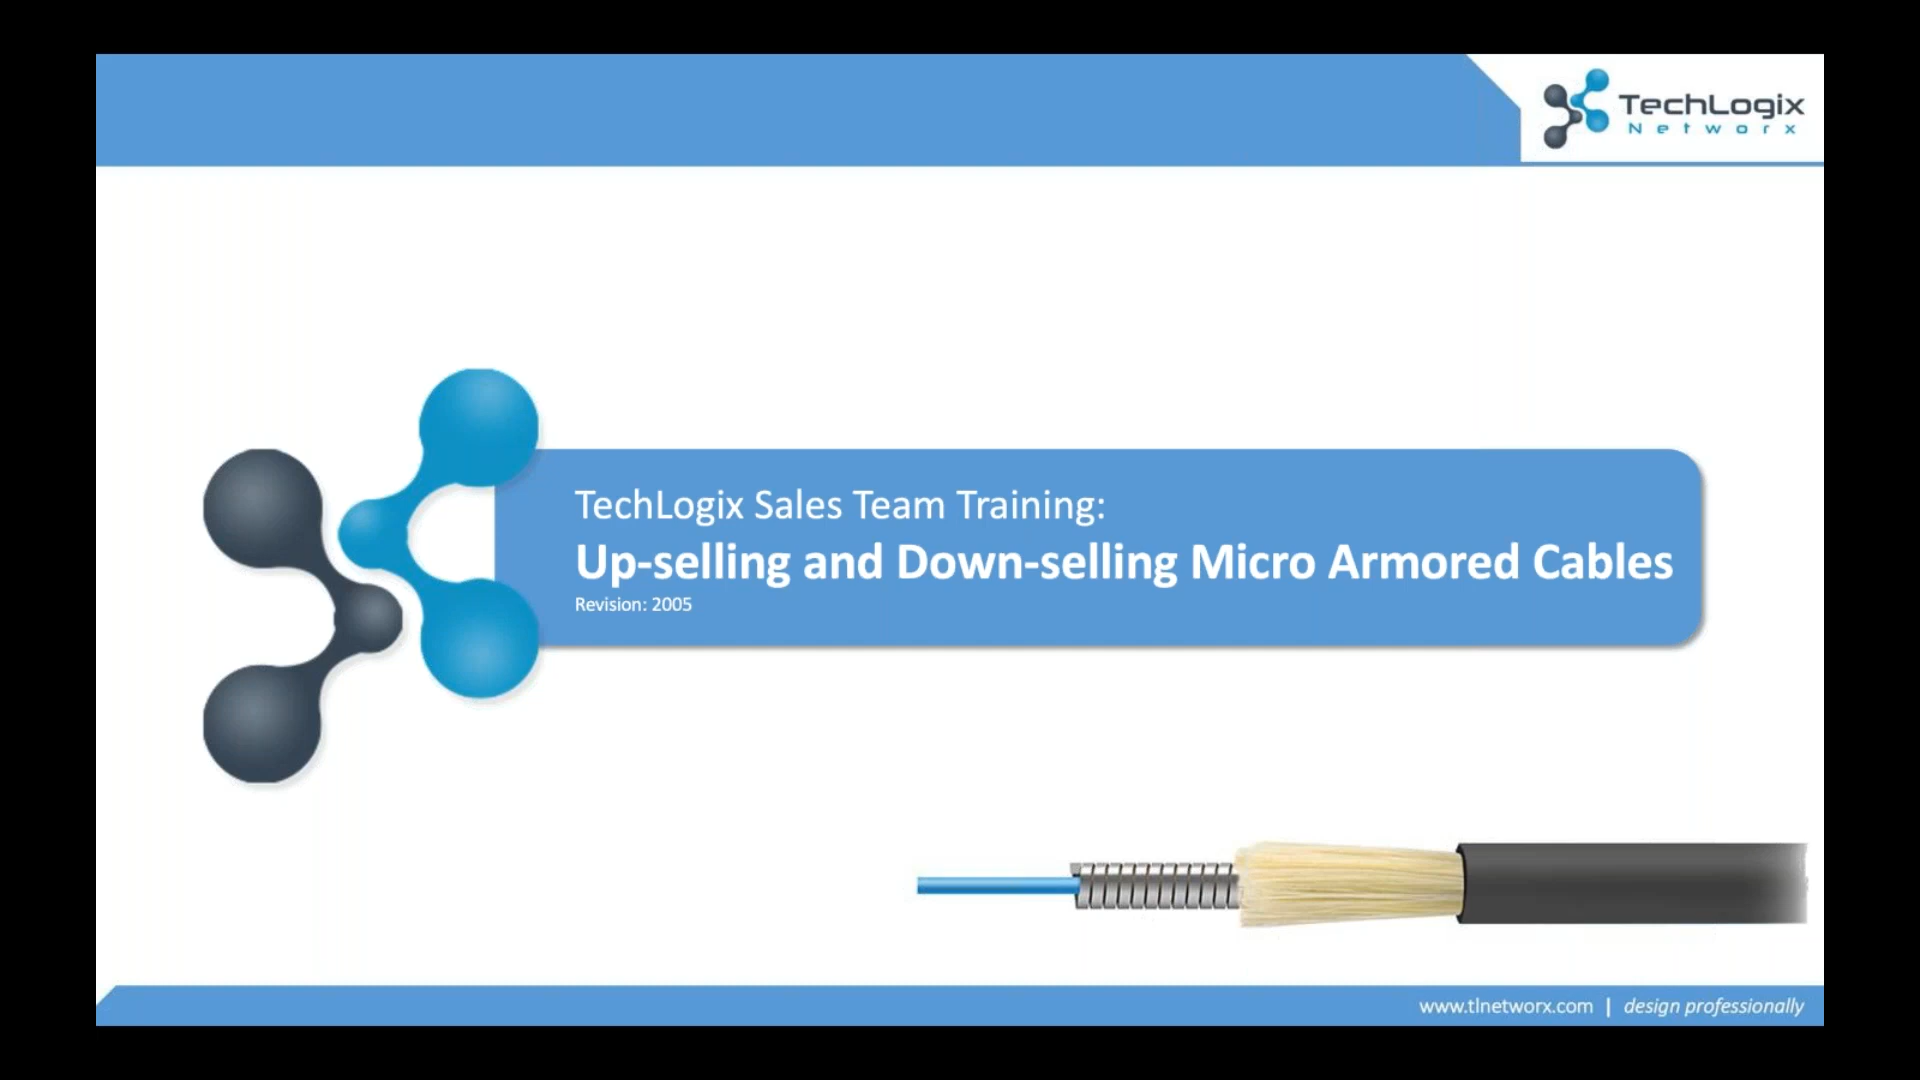 TechLogix
Networx
TechLogix Sales Team Training:
Up-selling and Down-selling Micro Armored Cables
Revision: 2005
www.tlnetworx.com | design professionally